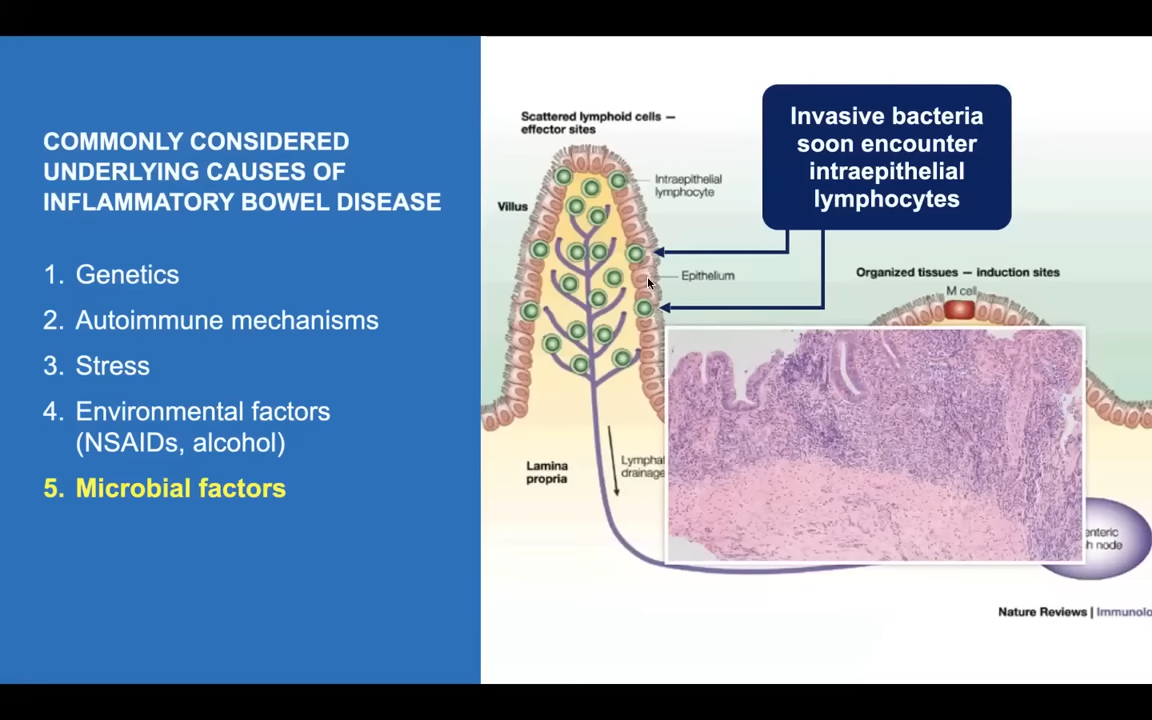 COMMONLY CONSIDERED
UNDERLYING CAUSES OF
INFLAMMATORY BOWEL DISEASE
1. Genetics
2. Autoimmune mechanisms
3. Stress
4. Environmental factors
(NSAIDs, alcohol)
5. Microbial factors
Scattered lymphoid cells —
effector sites
Intraepithelial
lymphocyte
Villus
Epithelium
Lamina
propria
Lymphat
drainage
Invasive bacteria
soon encounter
intraepithelial
lymphocytes
Organized tissues — induction sites
M cell
enteric
h node
Nature Reviews | Immunolo